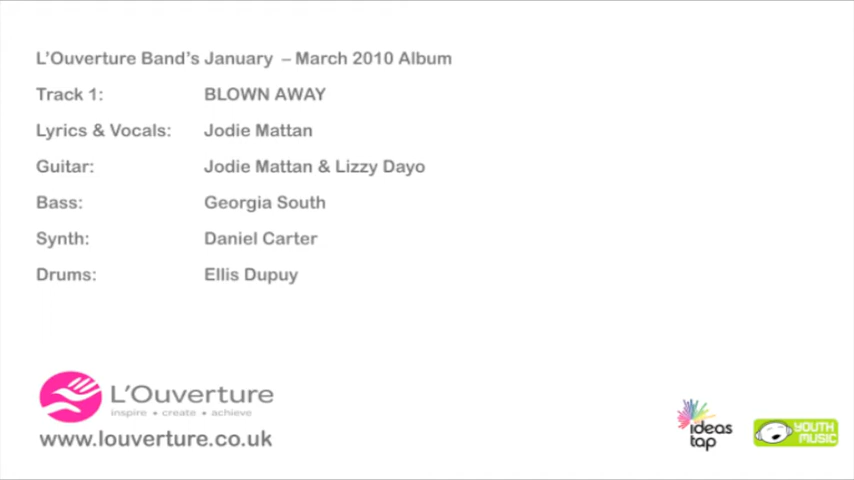 L'Ouverture Band's January – March 2010 Album
Track 1: BLOWN AWAY
Lyrics & Vocals: Jodie Mattan
Guitar: Jodie Mattan & Lizzy Dayo
Bass: Georgia South
Synth: Daniel Carter
Drums: Ellis Dupuy
L'Ouverture
inspire • create • achieve
www.louverture.co.uk
ideas
tap
YOUTH
MUSIC